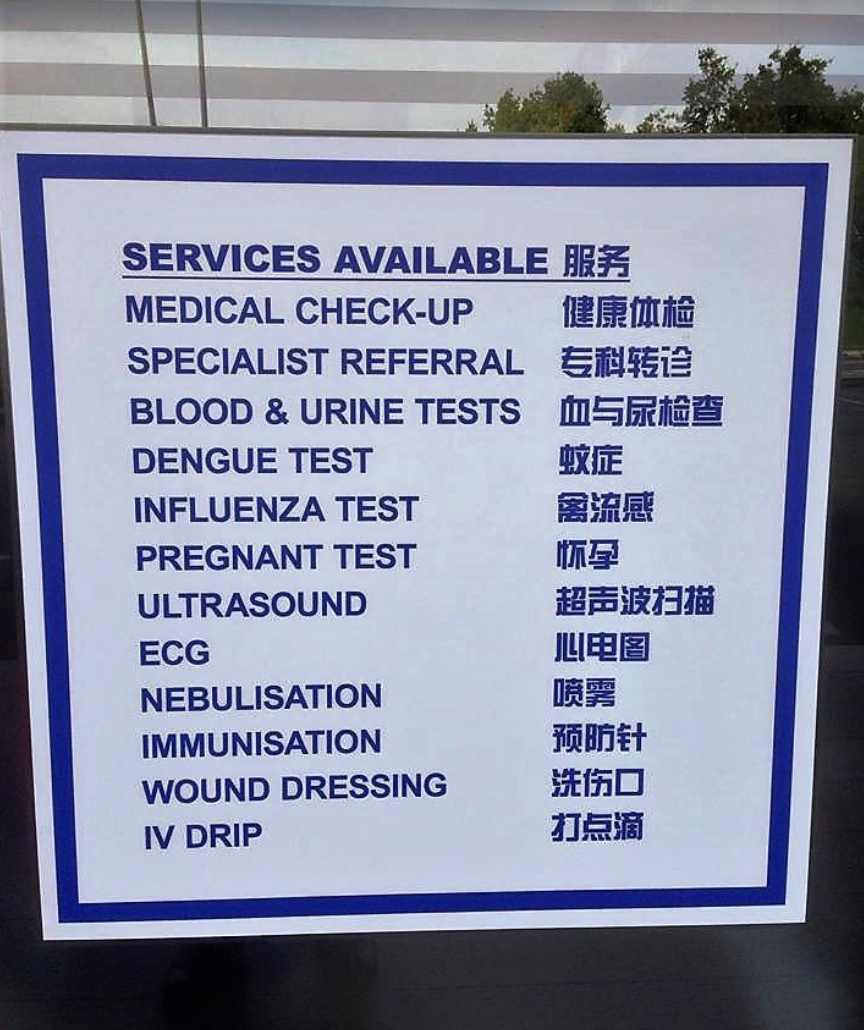 SERVICES AVAILABLE 服务
MEDICAL CHECK-UP 健康体检
SPECIALIST REFERRAL 专科转诊
BLOOD & URINE TESTS 血与尿检查
DENGUE TEST 蚊症
INFLUENZA TEST 禽流感
PREGNANT TEST 怀孕
ULTRASOUND 超声波扫描
ECG 心电图
NEBULISATION 喷雾
IMMUNISATION 预防针
WOUND DRESSING 洗伤口
IV DRIP 打点滴